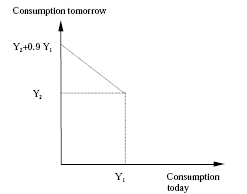 Consumption tomorrow
Y₂+0.9 Y₁
Y₂
Y₁
Consumption
today